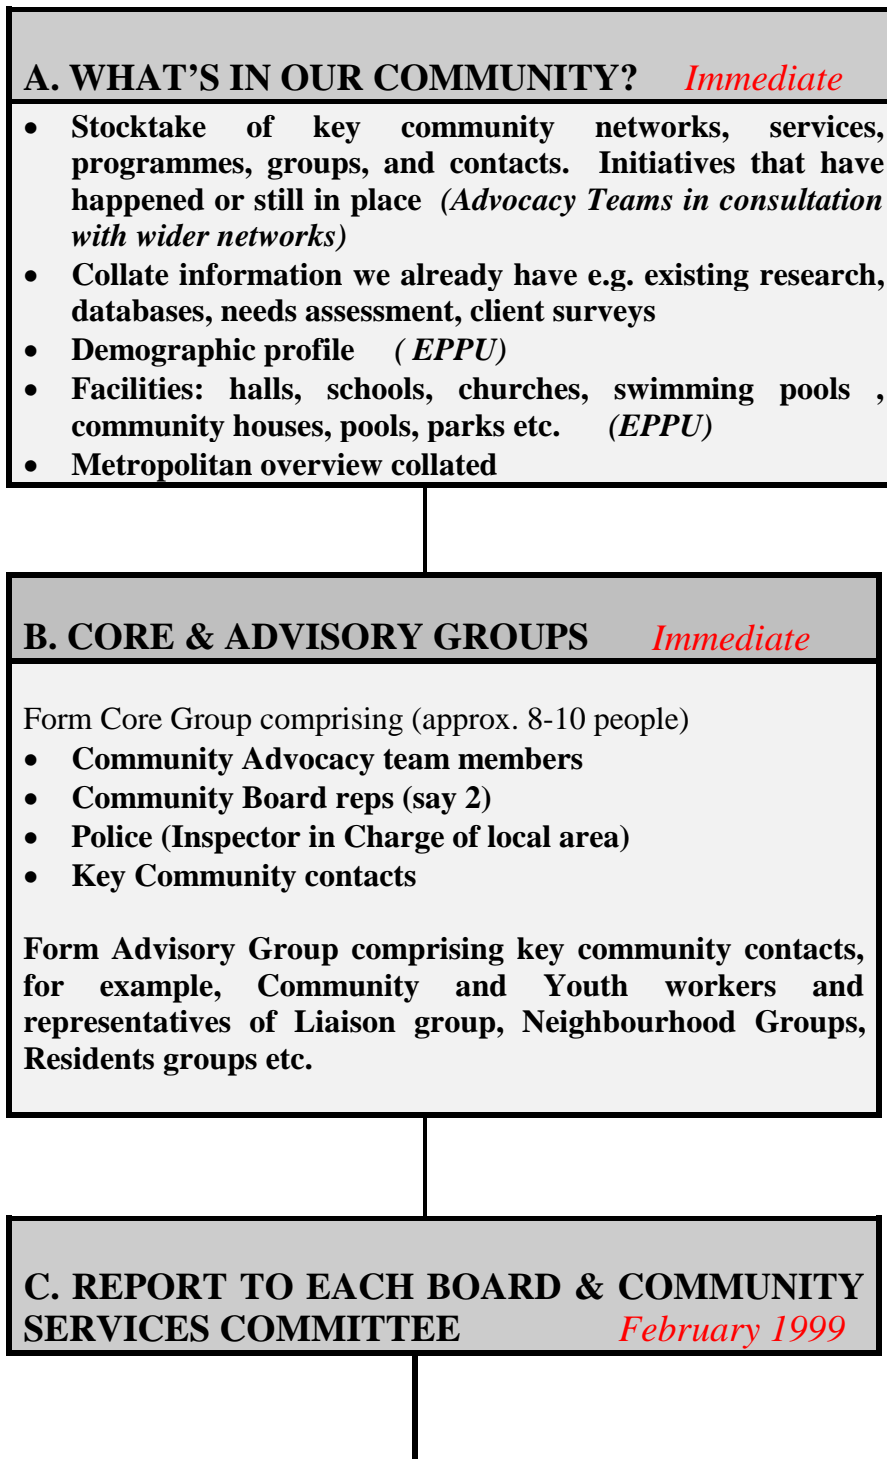 A. WHAT'S IN OUR COMMUNITY? Immediate
• Stocktake of key community networks, services,
programmes, groups, and contacts. Initiatives that have
happened or still in place (Advocacy Teams in consultation
with wider networks)
• Collate information we already have e.g. existing research,
databases, needs assessment, client surveys
• Demographic profile ( EPPU)
• Facilities: halls, schools, churches, swimming pools ,
community houses, pools, parks etc. (EPPU)
• Metropolitan overview collated
B. CORE & ADVISORY GROUPS Immediate
Form Core Group comprising (approx. 8-10 people)
• Community Advocacy team members
• Community Board reps (say 2)
• Police (Inspector in Charge of local area)
• Key Community contacts
Form Advisory Group comprising key community contacts,
for example, Community and Youth workers and
representatives of Liaison group, Neighbourhood Groups,
Residents groups etc.
C. REPORT TO EACH BOARD & COMMUNITY
SERVICES COMMITTEE February 1999